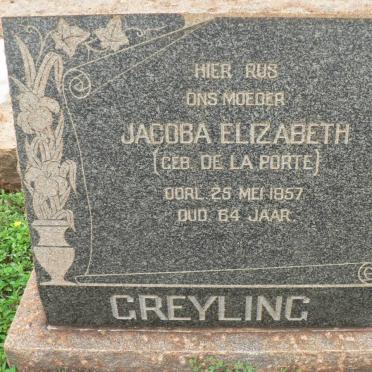 HIER RUS
ONS MOEDER
JACOBA ELIZABETH
(GEB. DE LA PORTE)
OORL. 25 MEI 1957
OUD. 64 JAAR.
GREYLING